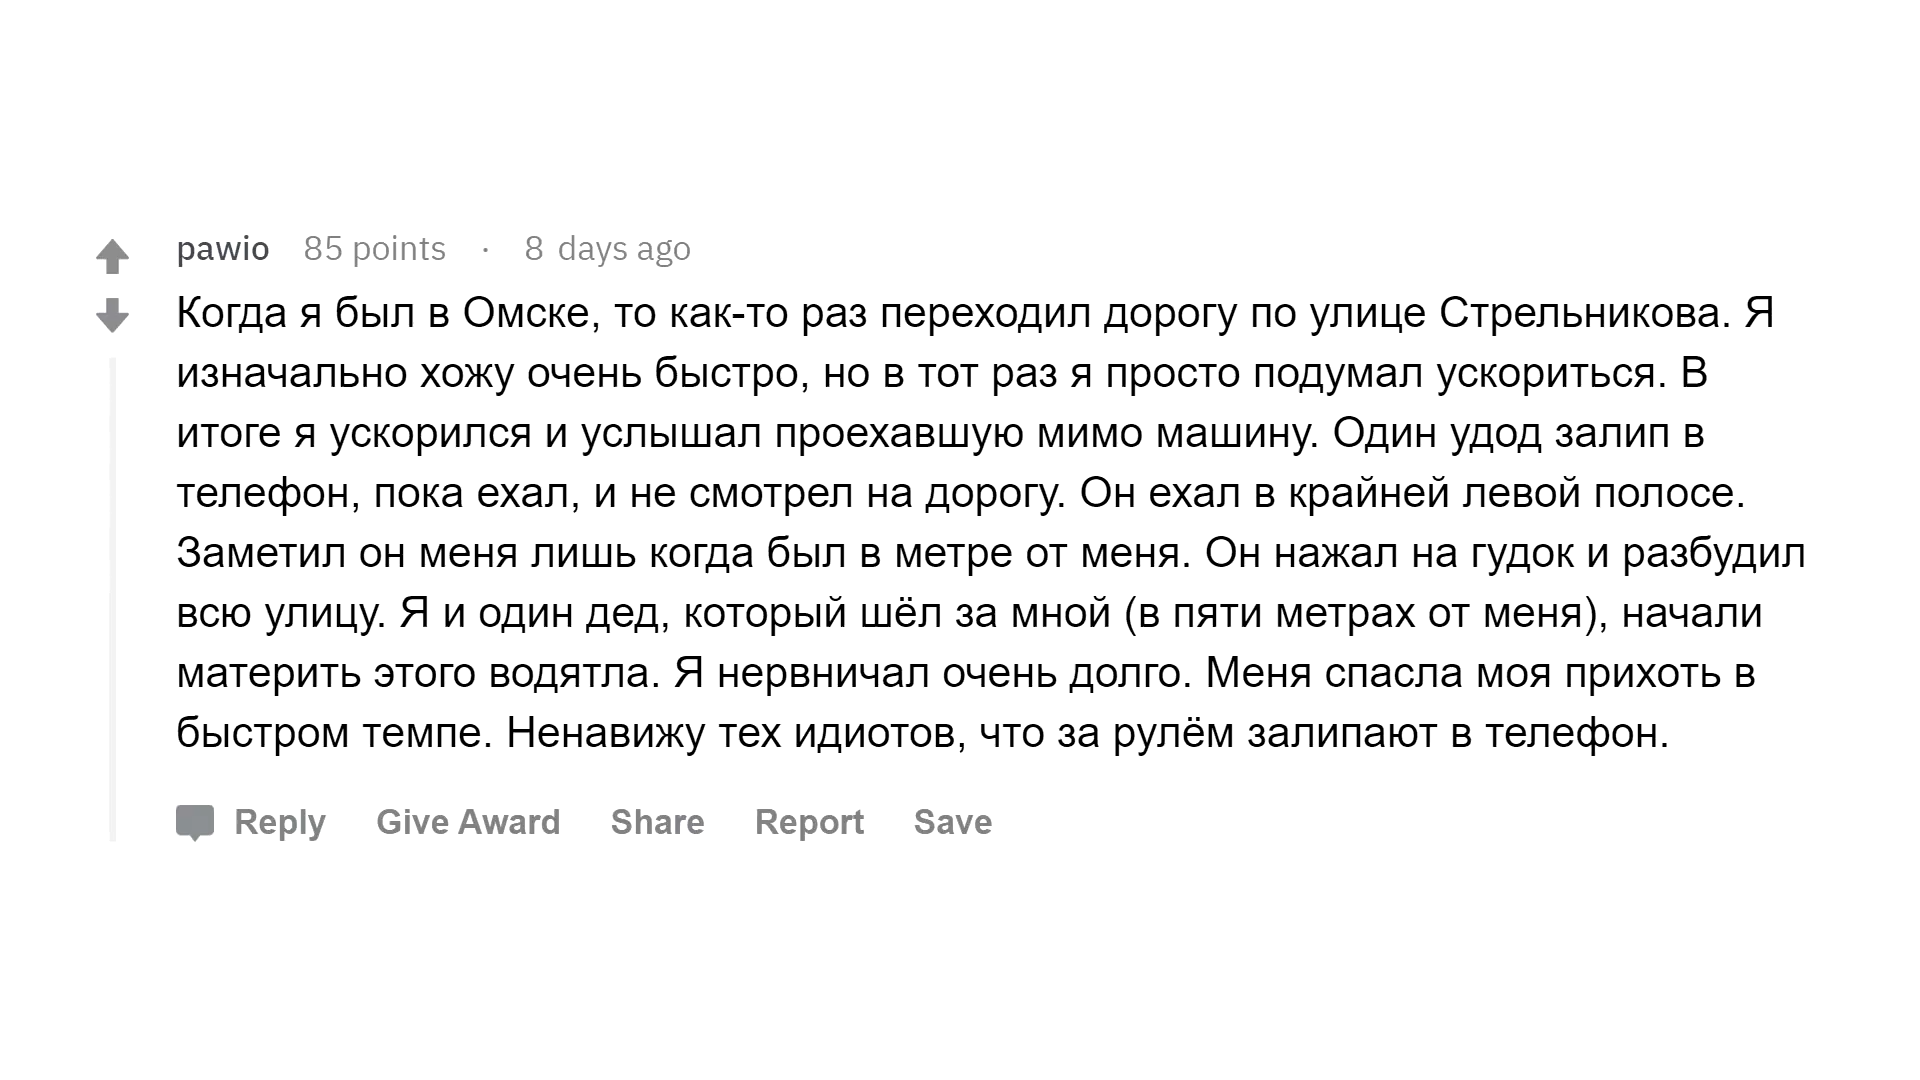 pawio 85 points · 8 days ago
Когда я был в Омске, то как-то раз переходил дорогу по улице Стрельникова. Я
изначально хожу очень быстро, но в тот раз я просто подумал ускориться. В
итоге я ускорился и услышал проехавшую мимо машину. Один удод залип в
телефон, пока ехал, и не смотрел на дорогу. Он ехал в крайней левой полосе.
Заметил он меня лишь когда был в метре от меня. Он нажал на гудок и разбудил
всю улицу. Я и один дед, который шёл за мной (в пяти метрах от меня), начали
материть этого водятла. Я нервничал очень долго. Меня спасла моя прихоть в
быстром темпе. Ненавижу тех идиотов, что за рулём залипают в телефон.
Reply Give Award Share Report Save